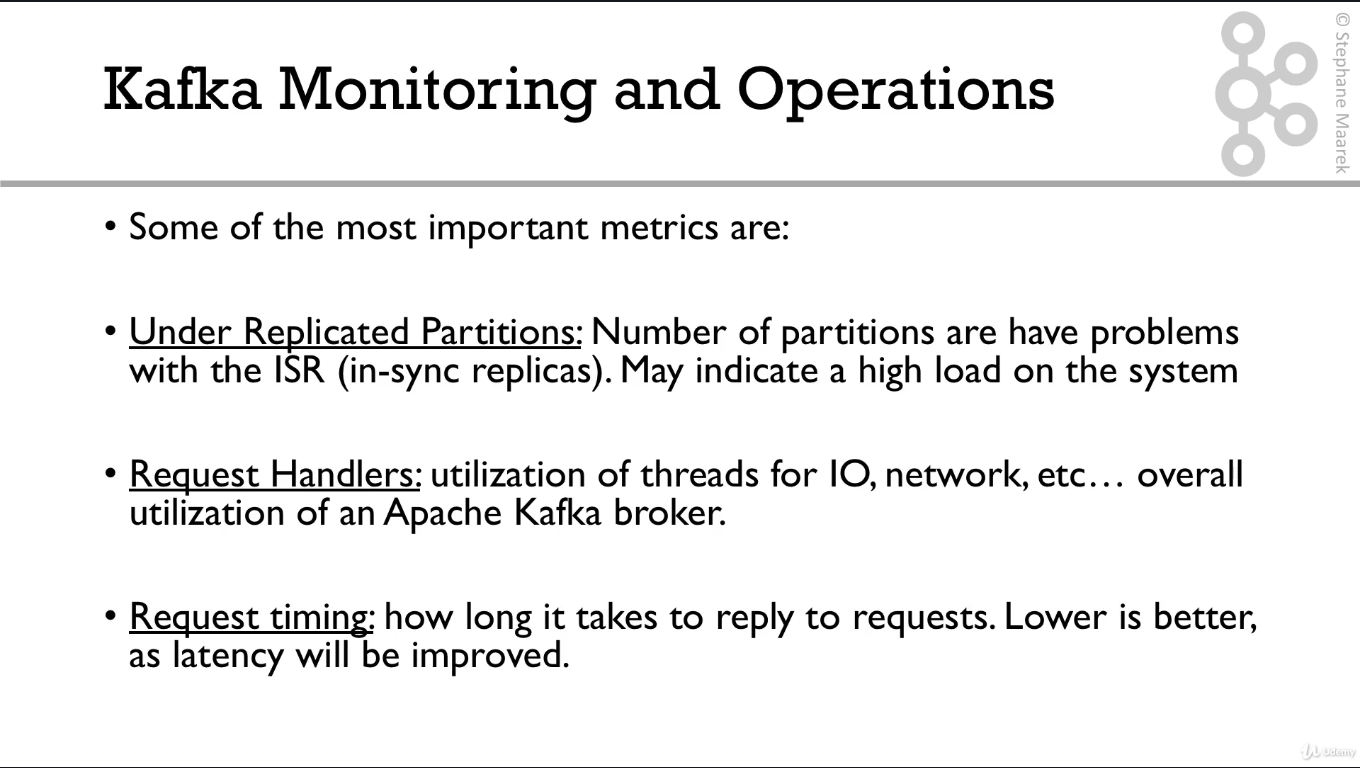 Kafka Monitoring and Operations
© Stephane Maarek
• Some of the most important metrics are:
• Under Replicated Partitions: Number of partitions are have problems
with the ISR (in-sync replicas). May indicate a high load on the system
• Request Handlers: utilization of threads for IO, network, etc… overall
utilization of an Apache Kafka broker.
• Request timing: how long it takes to reply to requests. Lower is better,
as latency will be improved.
Udemy